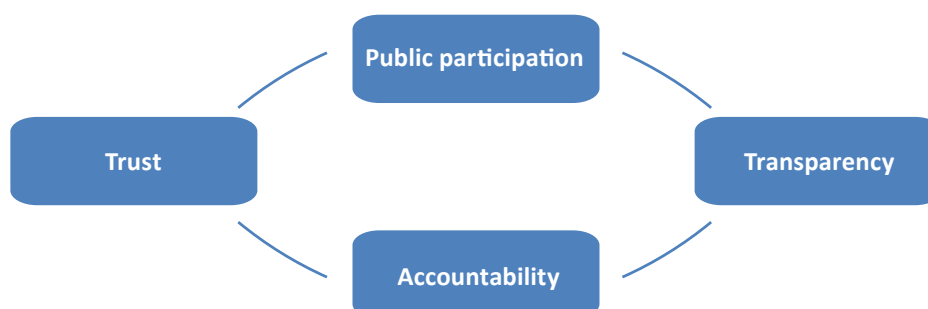 Public participation
Trust
Transparency
Accountability